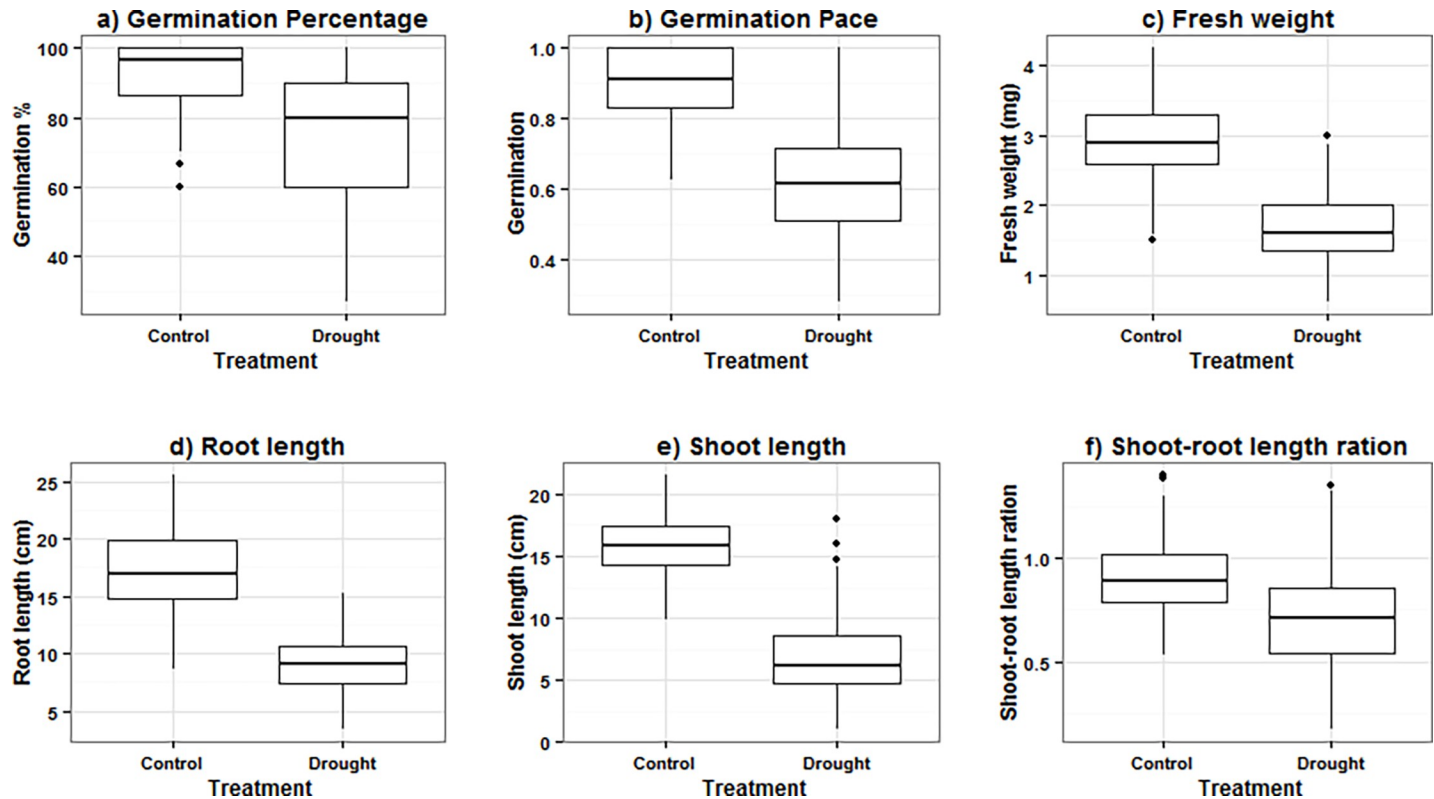 a) Germination Percentage
Germination %
100
80
60
40
Control
Drought
Treatment
b) Germination Pace
Germination
1.0
0.8
0.6
0.4
Control
Drought
Treatment
c) Fresh weight
Fresh weight (mg)
4
3
2
1
Control
Drought
Treatment
d) Root length
Root length (cm)
25
20
15
10
5
Control
Drought
Treatment
e) Shoot length
Shoot length (cm)
20
15
10
5
0
Control
Drought
Treatment
f) Shoot-root length ration
Shoot-root length ration
1.0
0.5
Control
Drought
Treatment